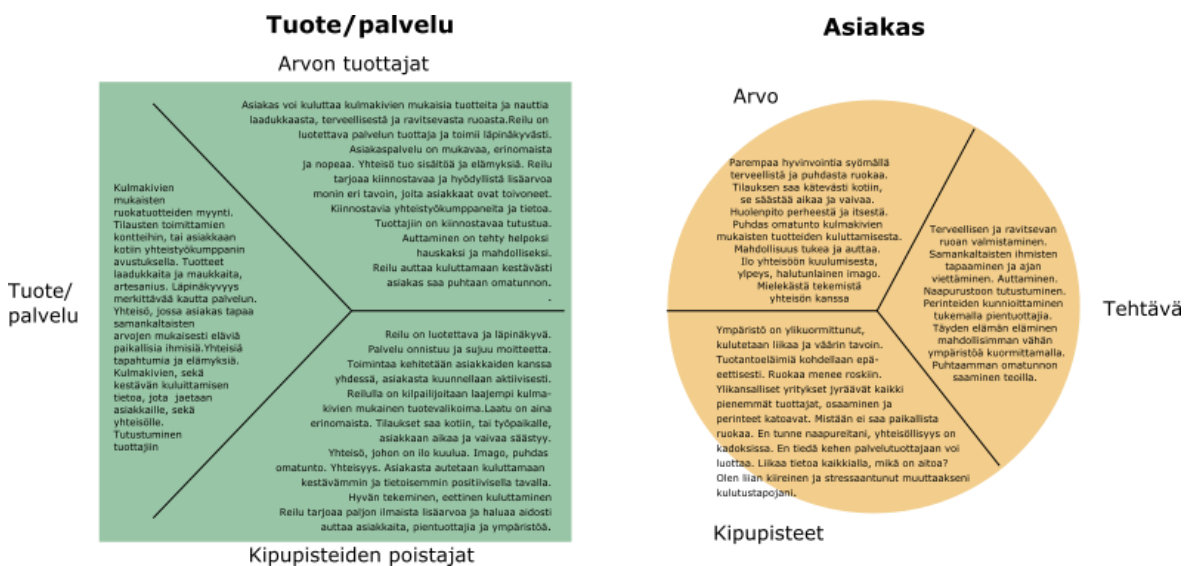 Tuote/palvelu
Arvon tuottajat
Tuote/
palvelu
Kulmakivien
mukaisten
ruokatuotteiden myynti.
Tilausten toimittamien
kontteihin, tai asiakkaan
kotiin yhteistyökumppanin
avustuksella. Tuotteet
laadukkaita ja maukkaita,
artesanius. Läpinäkyvyys
merkittävää kautta palvelun.
Yhteisö, jossa asiakas tapaa
samankaltaisten
arvojen mukaisesti eläviä
paikallisia ihmisiä.Yhteisiä
tapahtumia ja elämyksiä.
Kulmakivien, sekä
kestävän kuluittamisen
tietoa, jota  jaetaan
asiakkaille, sekä
yhteisölle.
Tutustuminen
tuottajiin
Asiakas voi kuluttaa kulmakivien mukaisia tuotteita ja nauttia
laadukkaasta, terveellisestä ja ravitsevasta ruoasta.Reilu on
luotettava palvelun tuottaja ja toimii läpinäkyvästi.
Asiakaspalvelu on mukavaa, erinomaista
ja nopeaa. Yhteisö tuo sisältöä ja elämyksiä. Reilu
tarjoaa kiinnostavaa ja hyödyllistä lisäarvoa
monin eri tavoin, joita asiakkaat ovat toivoneet.
Kiinnostavia yhteistyökumppaneita ja tietoa.
Tuottajiin on kiinnostavaa tutustua.
Auttaminen on tehty helpoksi
hauskaksi ja mahdolliseksi.
Reilu auttaa kuluttamaan kestävästi
asiakas saa puhtaan omatunnon.
.
Reilu on luotettava ja läpinäkyvä.
Palvelu onnistuu ja sujuu moitteetta.
Toimintaa kehitetään asiakkaiden kanssa
yhdessä, asiakasta kuunnellaan aktiivisesti.
Reilulla on kilpailijoitaan laajempi kulma-
kivien mukainen tuotevalikoima.Laatu on aina
erinomaista. Tilaukset saa kotiin, tai työpaikalle,
asiakkaan aikaa ja vaivaa säästyy.
Yhteisö, johon on ilo kuulua. Imago, puhdas
omatunto. Yhteisyys. Asiakasta autetaan kuluttamaan
kestävämmin ja tietoisemmin positiivisella tavalla.
Hyvän tekeminen, eettinen kuluttaminen
Reilu tarjoaa paljon ilmaista lisäarvoa ja haluaa aidosti
auttaa asiakkaita, pientuottajia ja ympäristöä.
Kipupisteiden poistajat
Asiakas
Arvo
Parempaa hyvinvointia syömällä
terveellistä ja puhdasta ruokaa.
Tilauksen saa kätevästi kotiin,
se säästää aikaa ja vaivaa.
Huolenpito perheestä ja itsestä.
Puhdas omatunto kulmakivien
mukaisten tuotteiden kuluttamisesta.
Mahdollisuus tukea ja auttaa.
Ilo yhteisöön kuulumisesta,
ylpeys, halutunlainen imago.
Mielekästä tekemistä
yhteisön kanssa
Terveellisen ja ravitsevan
ruoan valmistaminen.
Samankaltaisten ihmisten
tapaaminen ja ajan
viettäminen. Auttaminen.
Naapurustoon tutustuminen.
Perinteiden kunnioittaminen
tukemalla pientuottajia.
Täyden elämän eläminen
mahdollisimman vähän
ympäristöä kuormittamalla.
Puhtaamman omatunnon
saaminen teoilla.
Tehtävä
Ympäristö on ylikuormittunut,
kulutetaan liikaa ja väärin tavoin.
Tuotantoeläimiä kohdellaan epä-
eettisesti. Ruokaa menee roskiin.
Ylikansalliset yritykset jyräävät kaikki
pienemmät tuottajat, osaaminen ja
perinteet katoavat. Mistään ei saa paikallista
ruokaa. En tunne naapureitani, yhteisöllisyys on
kadoksissa. En tiedä kehen palvelutuottajaan voi
luottaa. Liikaa tietoa kaikkialla, mikä on aitoa?
Olen liian kiireinen ja stressaantunut muuttaakseni
kulutustapojani.
Kipupisteet